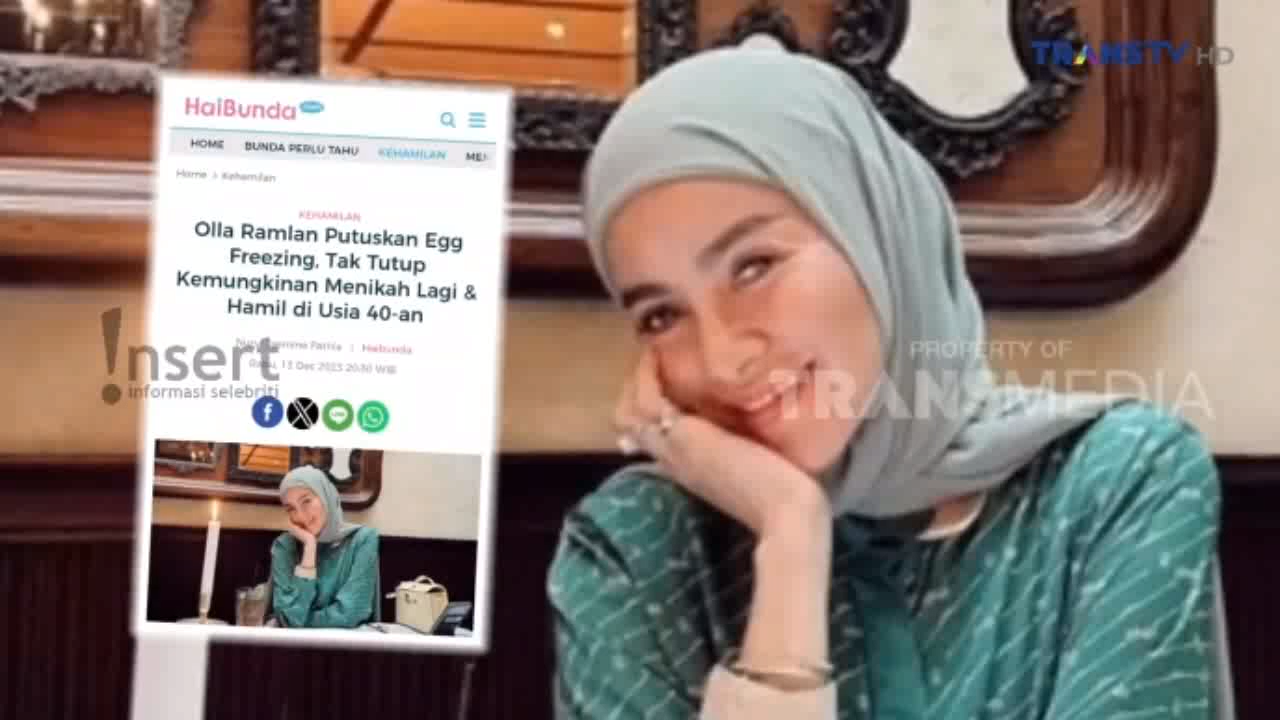 TRANSTV HD
HaiBunda
HOME BUNDA PERLU TAHU KEHAMILAN
Home > Kehamilan
KEHAMILAN
Olla Ramlan Putuskan Egg
Freezing, Tak Tutup
Kemungkinan Menikah Lagi &
Hamil di Usia 40-an
Haibunda
13 Dec 2023 20:30 WIB
!nsert
informasi selebriti
PROPERTY OF
TRANSMEDIA